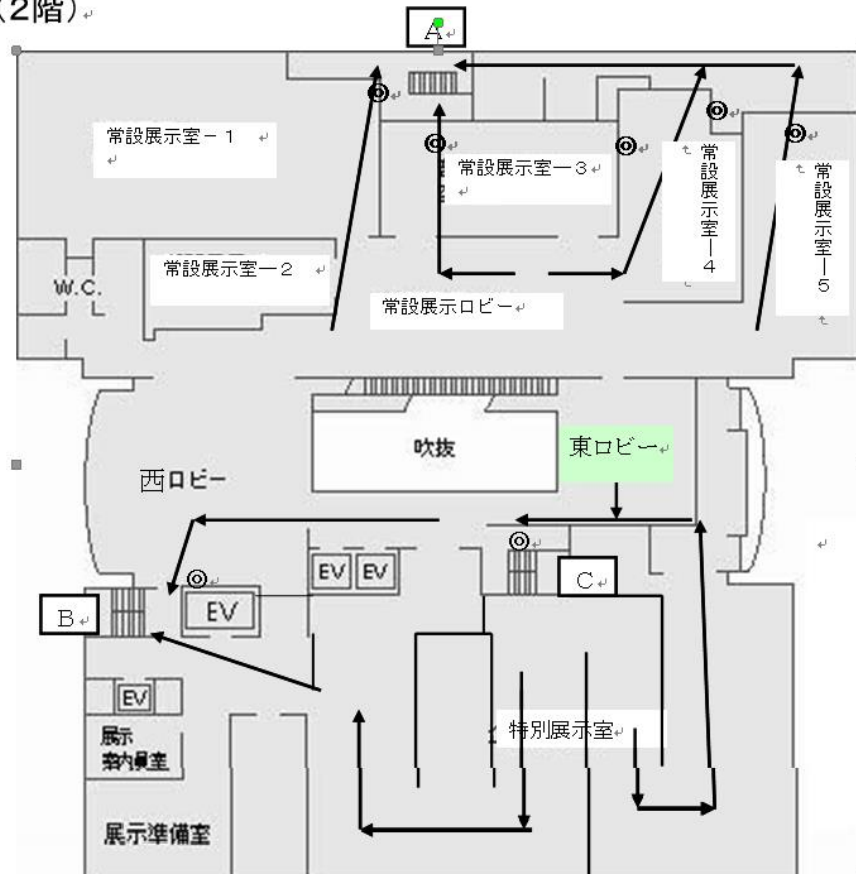 （2階）
A
常設展示室－１
常設展示室―３
常設展示室―４
常設展示室―５
W.C.
常設展示室―２
常設展示ロビー
吹抜
東ロビー
西ロビー
EV
EV
C
B
EV
EV
特別展示室
展示
案内員室
展示準備室